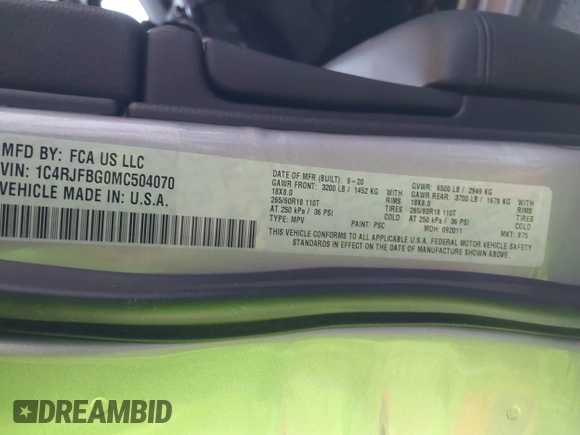 MFD BY: FCA US LLC
VIN: 1C4RJFBG0MC504070
VEHICLE MADE IN: U.S.A.
DATE OF MFR (BUILT): 9-20
GVWR: 6500 LB / 2949 KG
GAWR FRONT: 3200 LB / 1452 KG WITH
GAWR REAR: 3700 LB / 1679 KG WITH
18X8.0 RIMS
18X8.0 RIMS
265/60R18 110T TIRES
265/60R18 110T TIRES
AT 250 kPa / 36 PSI COLD
AT 250 kPa / 36 PSI COLD
TYPE: MPV PAINT: PSC MDH: 092011 MKT:
THIS VEHICLE CONFORMS TO ALL APPLICABLE U.S.A. FEDERAL MOTOR VEHICLE SAFETY
STANDARDS IN EFFECT ON THE DATE OF MANUFACTURE SHOWN ABOVE.
DREAMBID